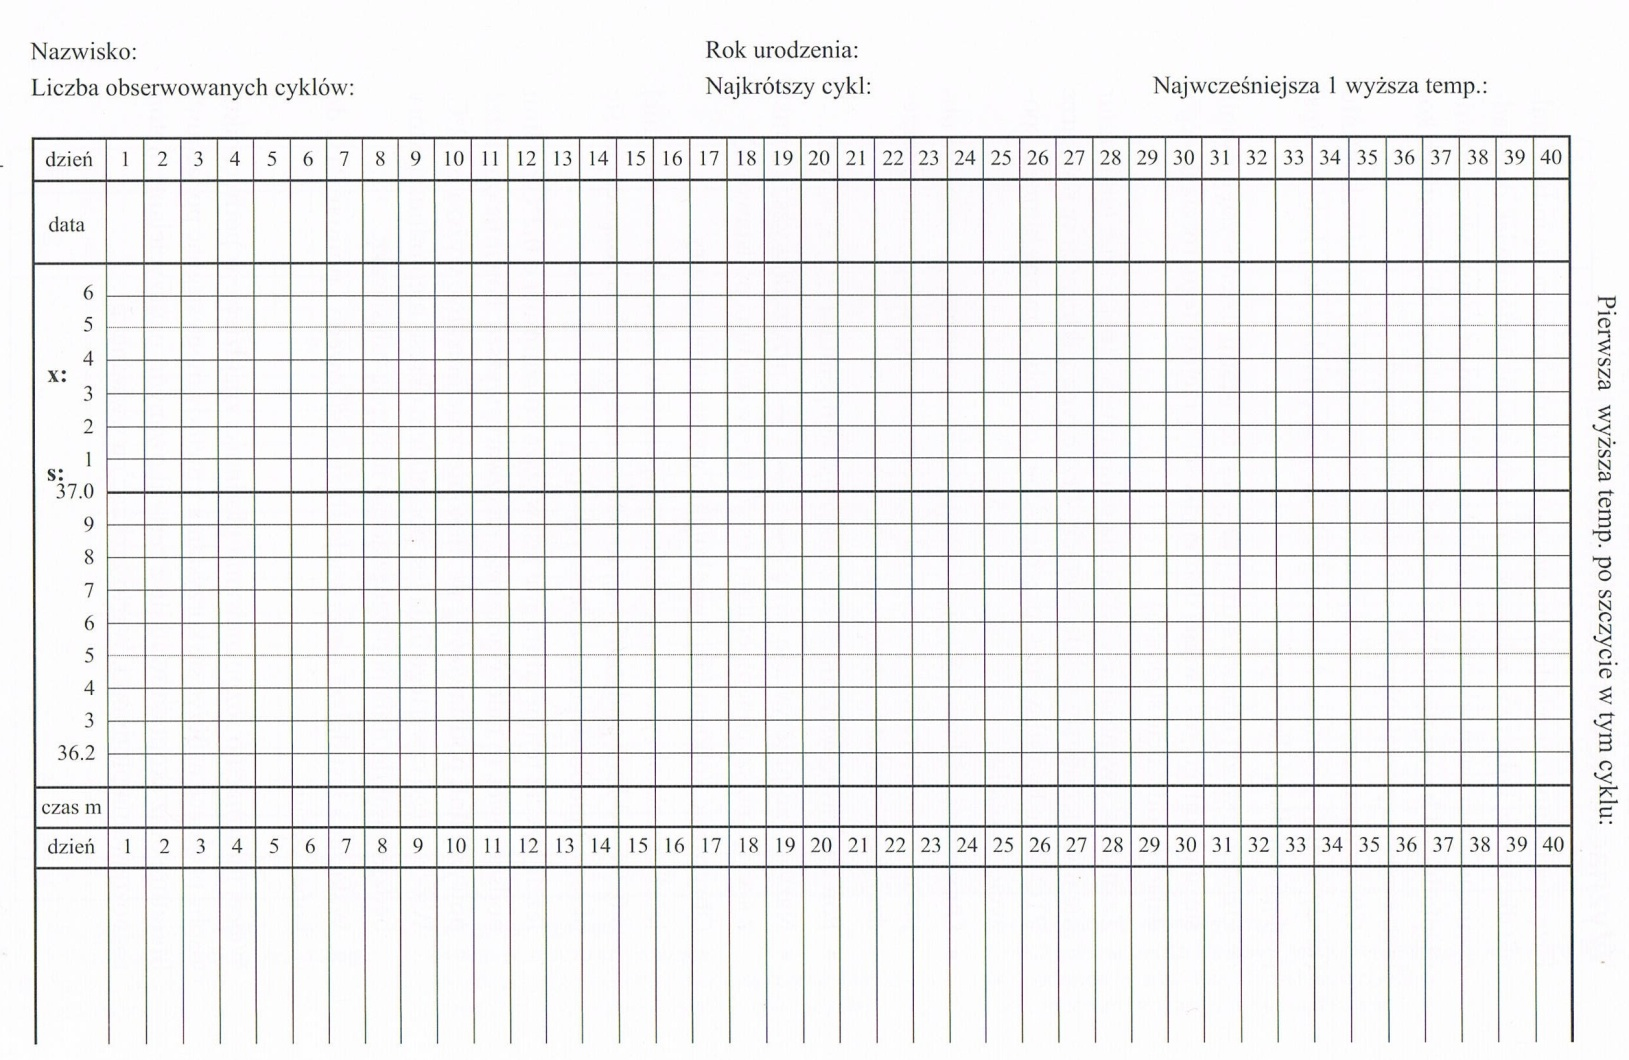 Nazwisko: Rok urodzenia:
Liczba obserwowanych cyklów: Najkrótszy cykl: Najwcześniejsza 1 wyższa temp.:
dzień 1 2 3 4 5 6 7 8 9 10 11 12 13 14 15 16 17 18 19 20 21 22 23 24 25 26 27 28 29 30 31 32 33 34 35 36 37 38 39 40
data
6
5
4
x:
3
2
1
s:
37.0
9
8
7
6
5
4
3
36.2
czas m
dzień 1 2 3 4 5 6 7 8 9 10 11 12 13 14 15 16 17 18 19 20 21 22 23 24 25 26 27 28 29 30 31 32 33 34 35 36 37 38 39 40
Pierwsza wyższa temp. po szczycie w tym cyklu: